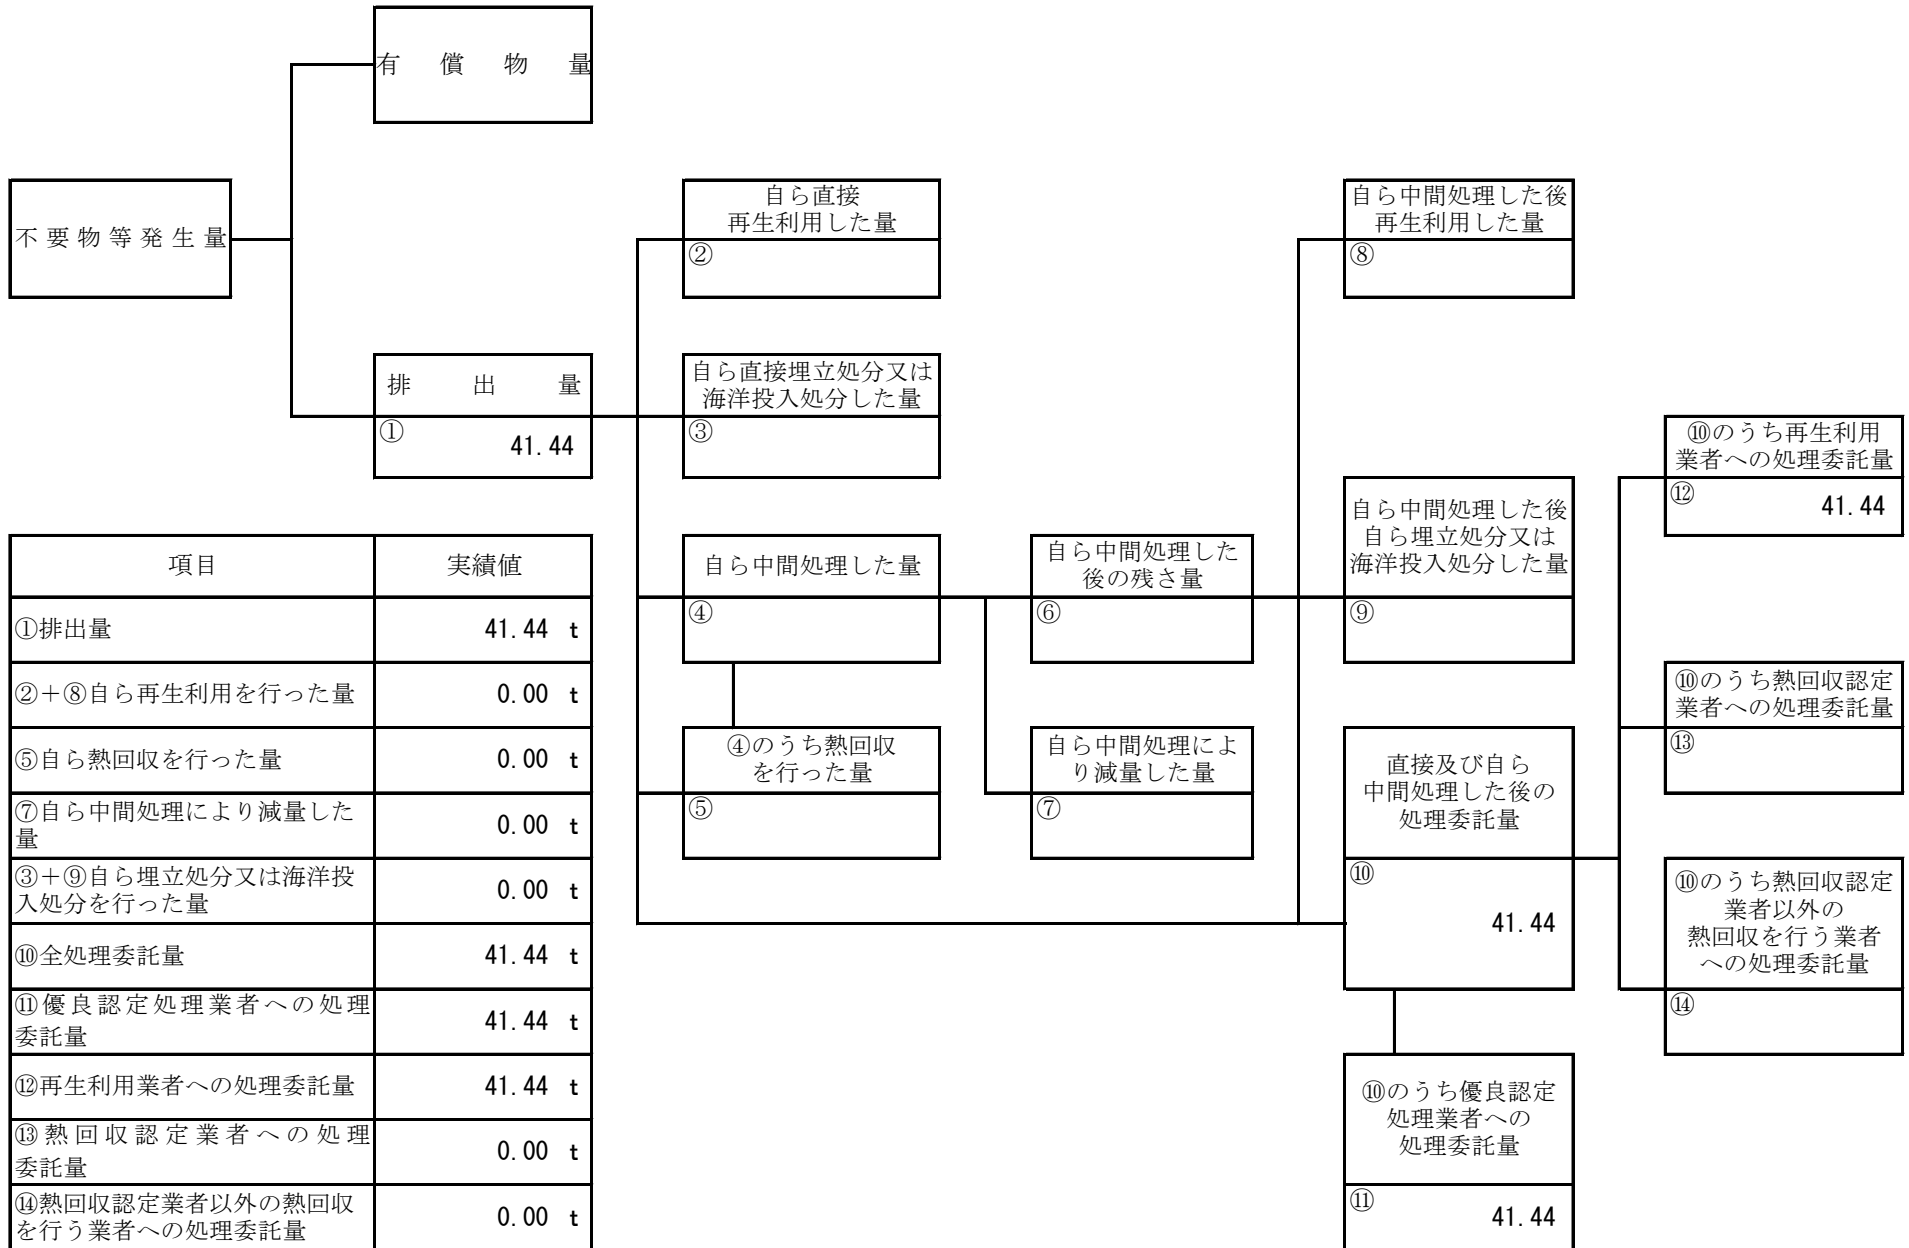 有償物量
不要物等発生量
排出量
① 41.44
自ら直接
再生利用した量
②
自ら直接埋立処分又は
海洋投入処分した量
③
自ら中間処理した量
④
④のうち熱回収
を行った量
⑤
自ら中間処理した
後の残さ量
⑥
自ら中間処理によ
り減量した量
⑦
自ら中間処理した後
再生利用した量
⑧
自ら中間処理した後
自ら埋立処分又は
海洋投入処分した量
⑨
直接及び自ら
中間処理した後の
処理委託量
⑩
41.44
⑩のうち優良認定
処理業者への
処理委託量
⑪
41.44
⑩のうち再生利用
業者への処理委託量
⑫ 41.44
⑩のうち熱回収認定
業者への処理委託量
⑬
⑩のうち熱回収認定
業者以外の
熱回収を行う業者
への処理委託量
⑭
項目 実績値
①排出量 41.44 t
②+⑧自ら再生利用を行った量 0.00 t
⑤自ら熱回収を行った量 0.00 t
⑦自ら中間処理により減量した
量 0.00 t
③+⑨自ら埋立処分又は海洋投
入処分を行った量 0.00 t
⑩全処理委託量 41.44 t
⑪優良認定処理業者への処理
委託量 41.44 t
⑫再生利用業者への処理委託量 41.44 t
⑬熱回収認定業者への処理
委託量 0.00 t
⑭熱回収認定業者以外の熱回収
を行う業者への処理委託量 0.00 t